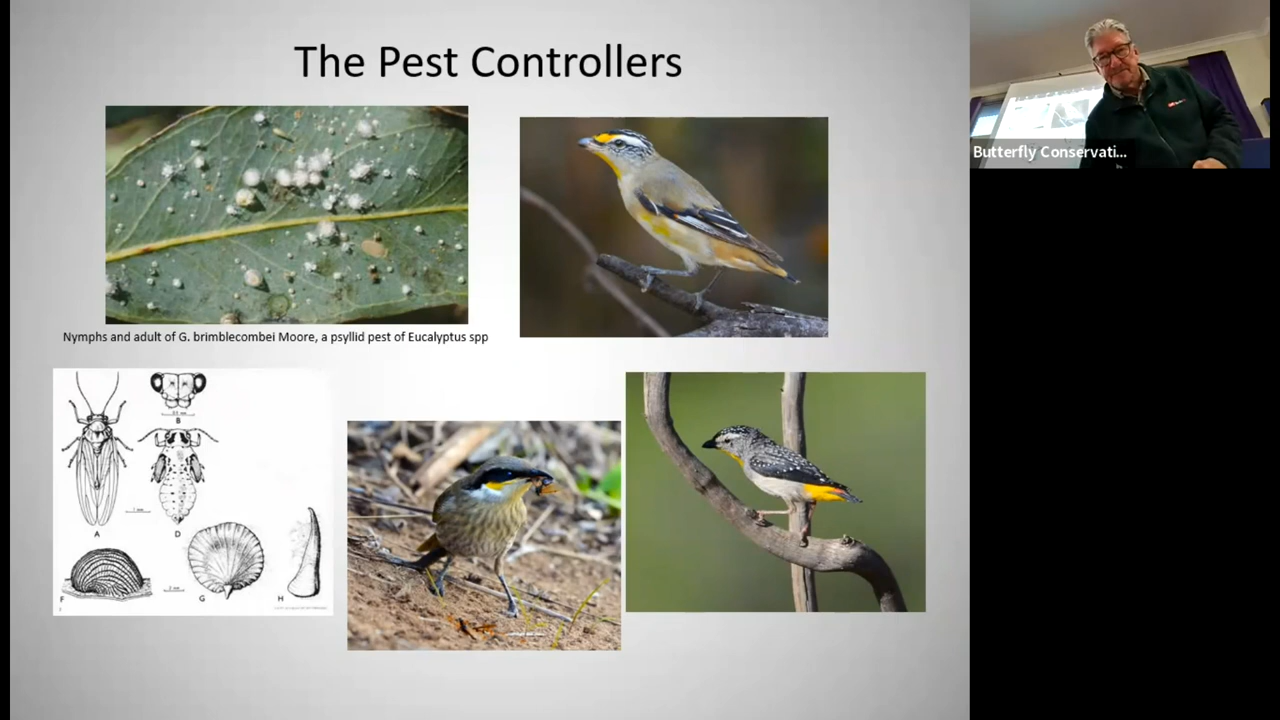 The Pest Controllers
Butterfly Conservati...
Nymphs and adult of G. brimblecombei Moore, a psyllid pest of Eucalyptus spp
B
A
D
F
G
H